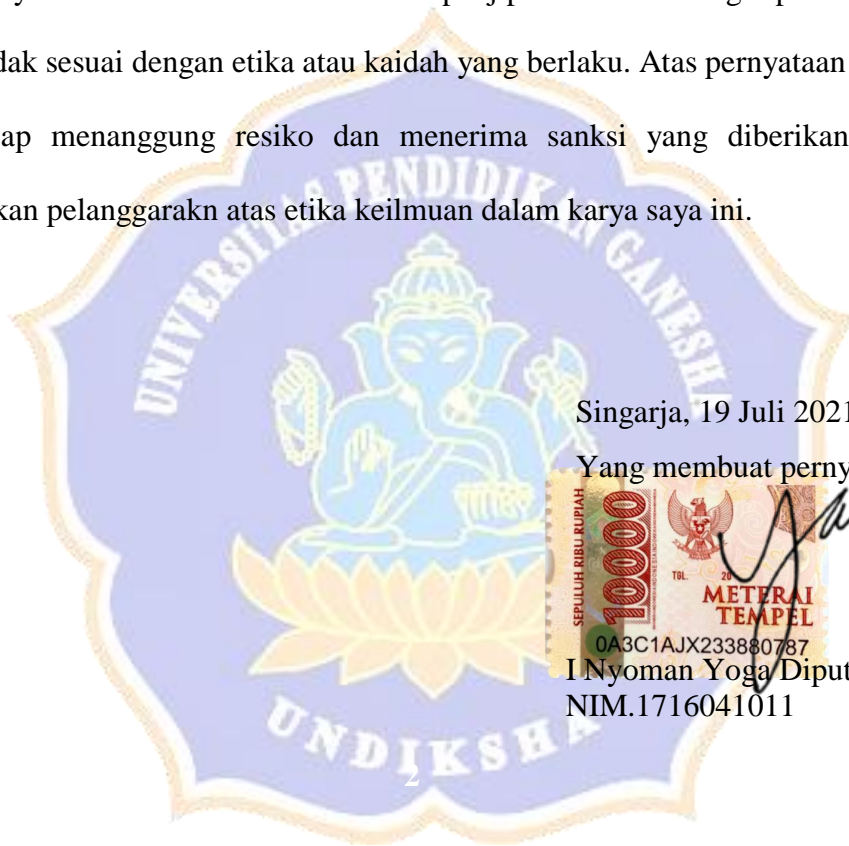 dak sesuai dengan etika atau kaidah yang berlaku. Atas pernyataan
ap menanggung resiko dan menerima sanksi yang diberikan
kan pelanggarakn atas etika keilmuan dalam karya saya ini.
UNIVERSITAS PENDIDIKAN GANESHA
Singarja, 19 Juli 2021
Yang membuat perny
SEPULUH RIBU RUPIAH
10000
TGL. 20
METERAI
TEMPEL
0A3C1AJX233880787
I Nyoman Yoga Diput
NIM.1716041011
UNDIKSHA
2